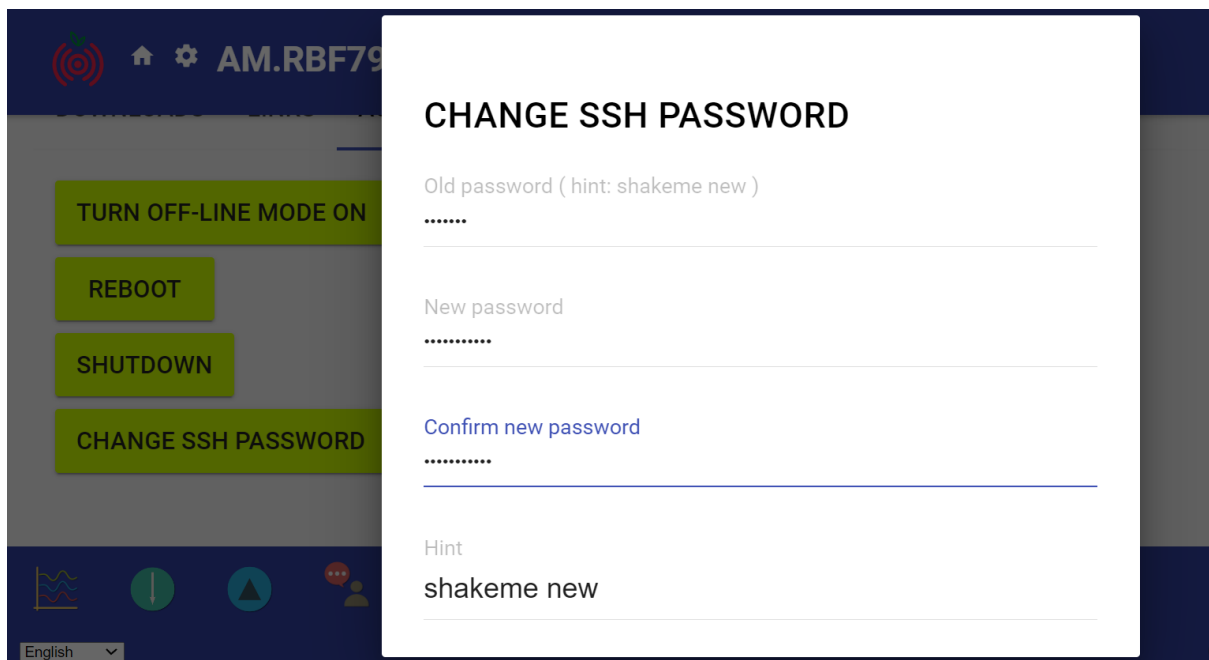 AM.RBF79
CHANGE SSH PASSWORD
Old password ( hint: shakeme new )
•••••••
New password
•••••••••••
Confirm new password
•••••••••••
Hint
shakeme new
TURN OFF-LINE MODE ON
REBOOT
SHUTDOWN
CHANGE SSH PASSWORD
English